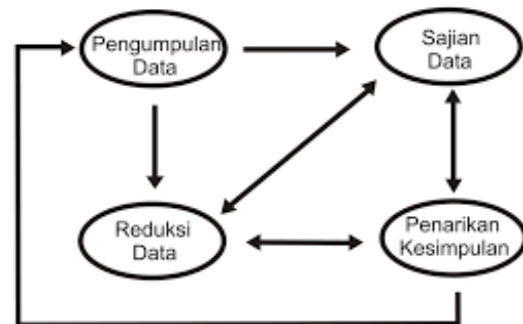 Pengumpulan
Data
Sajian
Data
Reduksi
Data
Penarikan
Kesimpulan